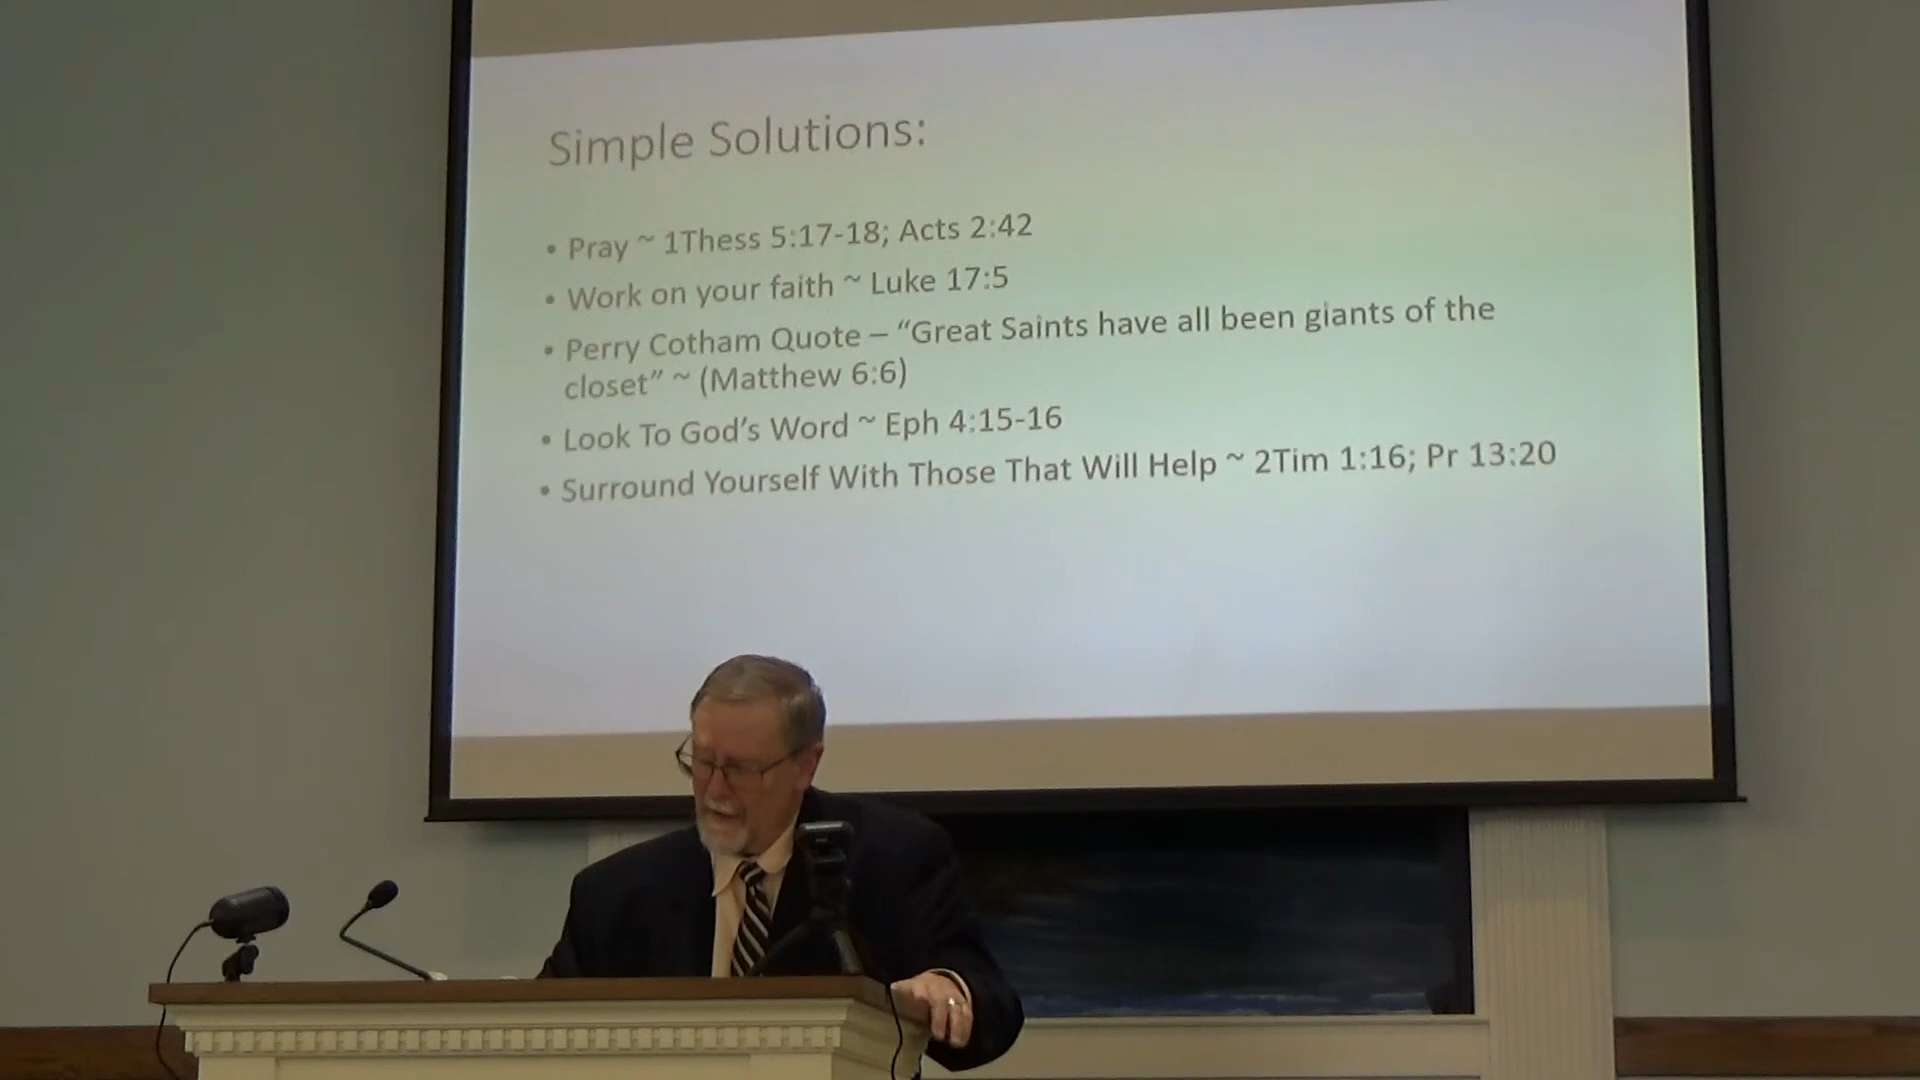 Simple Solutions:
• Pray ~ 1Thess 5:17-18; Acts 2:42
• Work on your faith ~ Luke 17:5
• Perry Cotham Quote – “Great Saints have all been giants of the
closet” ~ (Matthew 6:6)
• Look To God’s Word ~ Eph 4:15-16
• Surround Yourself With Those That Will Help ~ 2Tim 1:16; Pr 13:20